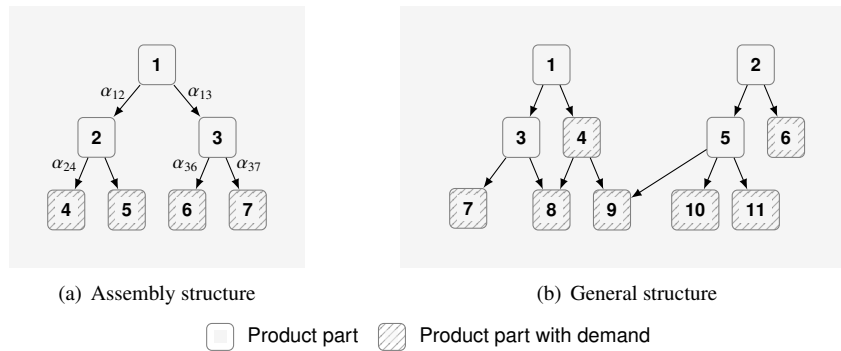 1
α12 α13
2 3
α24 α36 α37
4 5 6 7
(a) Assembly structure
1 2
3 4 5 6
7 8 9 10 11
(b) General structure
Product part Product part with demand